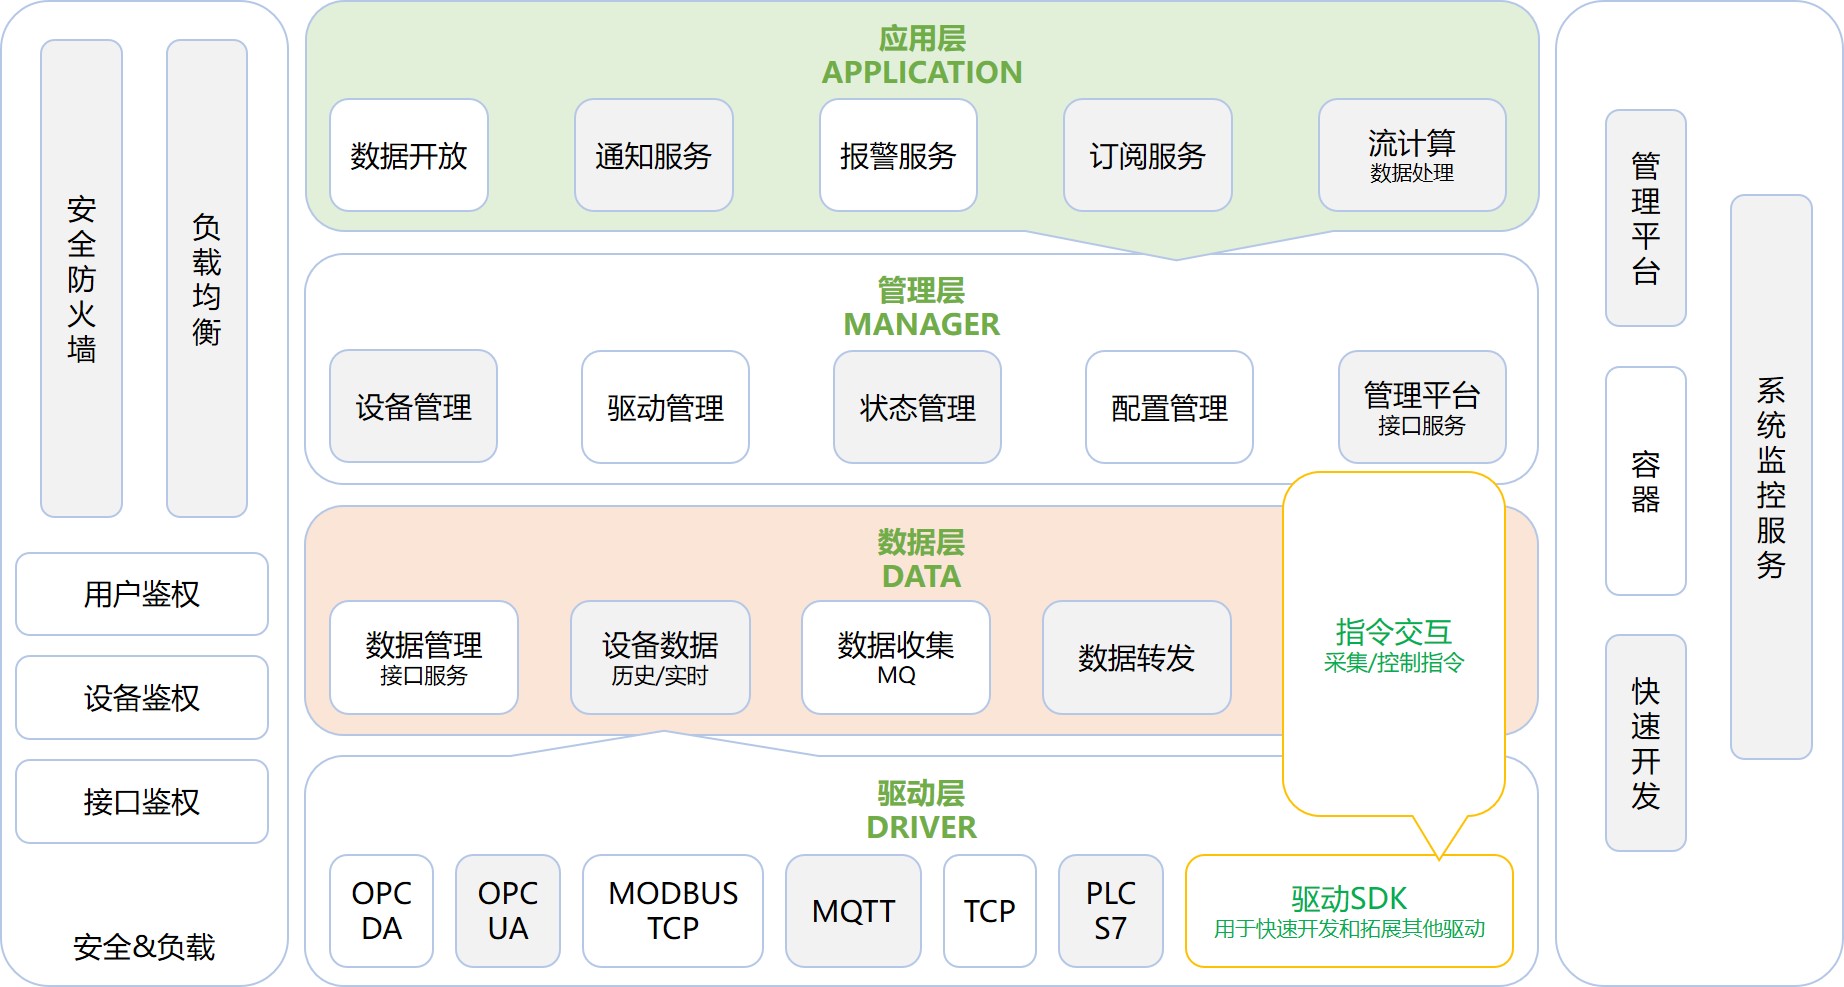 安全防火墙
负载均衡
用户鉴权
设备鉴权
接口鉴权
安全&负载
应用层
APPLICATION
数据开放
通知服务
报警服务
订阅服务
流计算
数据处理
管理层
MANAGER
设备管理
驱动管理
状态管理
配置管理
管理平台
接口服务
数据层
DATA
数据管理
接口服务
设备数据
历史/实时
数据收集
MQ
数据转发
指令交互
采集/控制指令
驱动层
DRIVER
OPC
DA
OPC
UA
MODBUS
TCP
MQTT
TCP
PLC
S7
驱动SDK
用于快速开发和拓展其他驱动
管理平台
容器
快速开发
系统监控服务